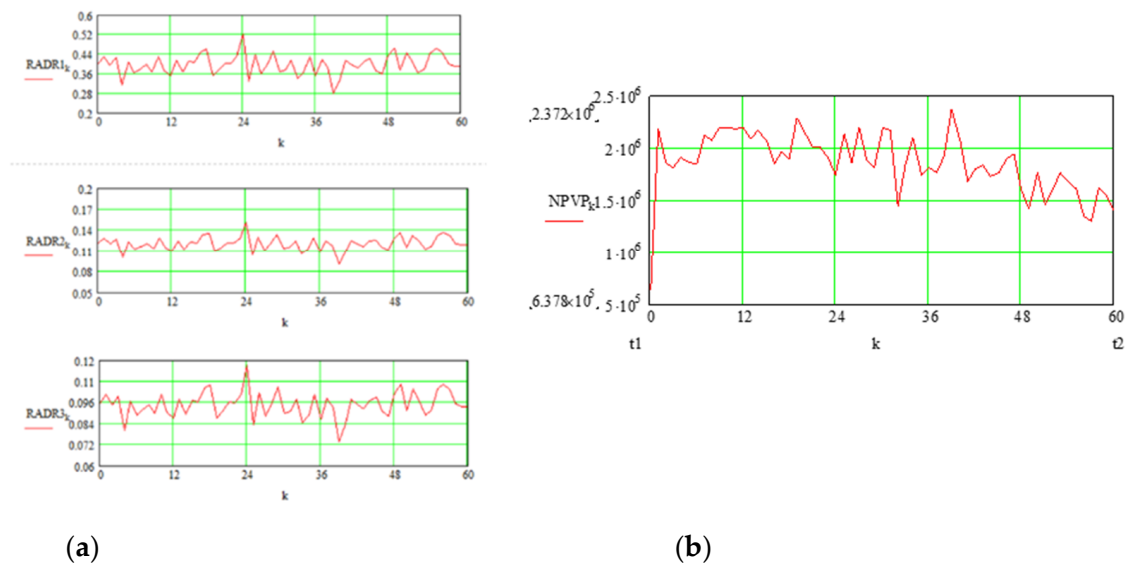 0.6
0.52
0.44
RADR1k
0.36
0.28
0.2
0 12 24 36 48 60
k
0.2
0.17
0.14
RADR2k
0.11
0.08
0.05
0 12 24 36 48 60
k
0.12
0.11
0.096
RADR3k
0.084
0.072
0.06
0 12 24 36 48 60
k
(a)
2.372×10^6 2.5·10^6
2·10^6
NPVPk 1.5·10^6
1·10^6
6.378×10^5 5·10^5
0 12 24 36 48 60
t1 k t2
(b)